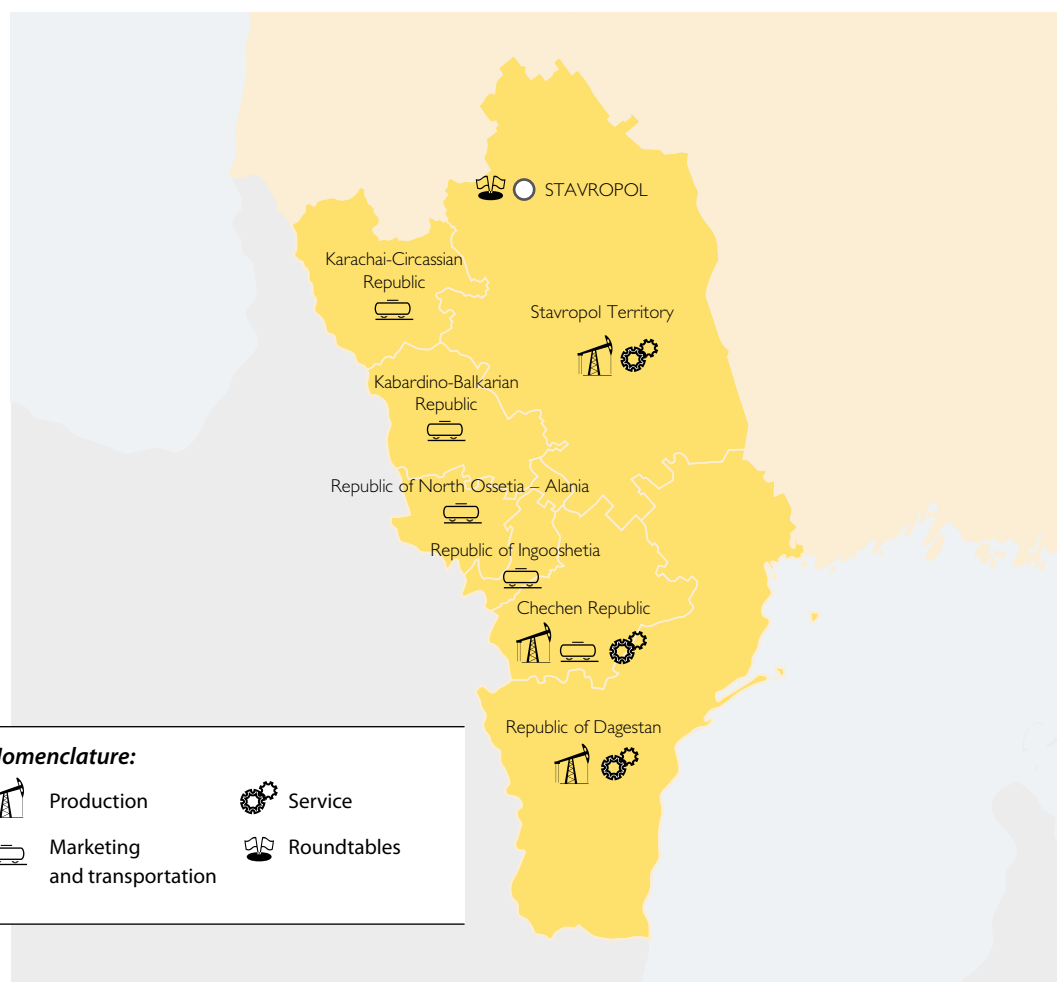 STAVROPOL
Karachai-Circassian
Republic
Stavropol Territory
Kabardino-Balkarian
Republic
Republic of North Ossetia – Alania
Republic of Ingooshetia
Chechen Republic
Republic of Dagestan
omenclature:
Production
Service
Marketing
and transportation
Roundtables